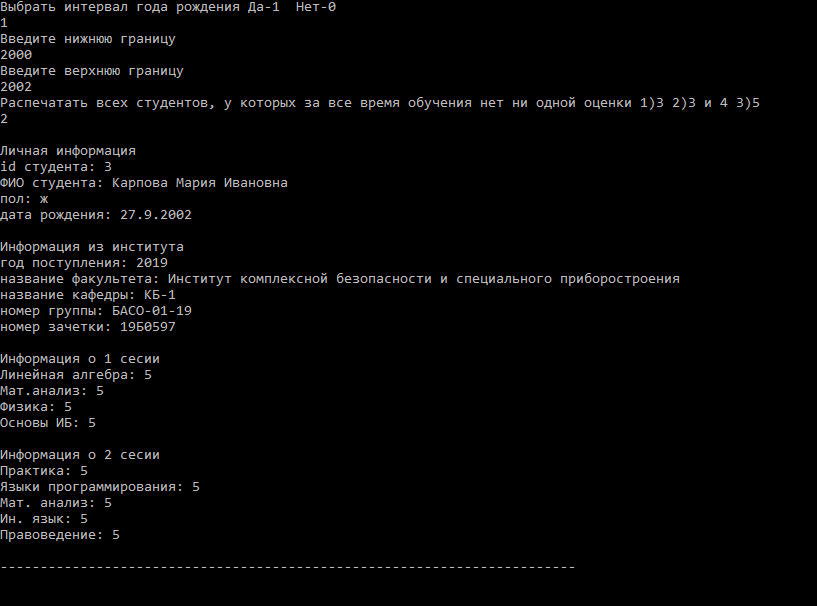 Выбрать интервал года рождения Да-1  Нет-0
1
Введите нижнюю границу
2000
Введите верхнюю границу
2002
Распечатать всех студентов, у которых за все время обучения нет ни одной оценки 1)3 2)3 и 4 3)5
2
Личная информация
id студента: 3
ФИО студента: Карпова Мария Ивановна
пол: ж
дата рождения: 27.9.2002
Информация из института
год поступления: 2019
название факультета: Институт комплексной безопасности и специального приборостроения
название кафедры: КБ-1
номер группы: БАСО-01-19
номер зачетки: 19Б0597
Информация о 1 сесии
Линейная алгебра: 5
Мат.анализ: 5
Физика: 5
Основы ИБ: 5
Информация о 2 сесии
Практика: 5
Языки программирования: 5
Мат. анализ: 5
Ин. язык: 5
Правоведение: 5
------------------------------------------------------------------------